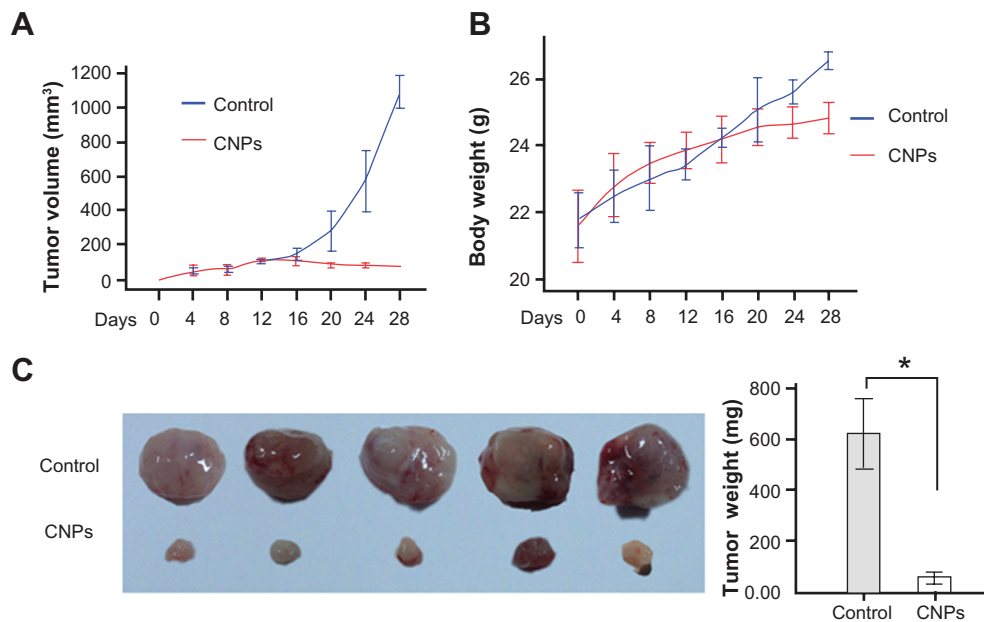 A
Tumor volume (mm³)
1200
1000
800
600
400
200
0
Control
CNPs
Days 0 4 8 12 16 20 24 28
B
Body weight (g)
26
24
22
20
Control
CNPs
Days 0 4 8 12 16 20 24 28
C
Control
CNPs
Tumor weight (mg)
800
600
400
200
0.00
*
Control CNPs